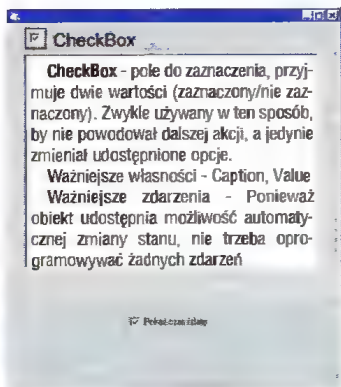 CheckBox
CheckBox - pole do zaznaczenia, przyj-
muje dwie wartości (zaznaczony/nie zaz-
naczony). Zwykle używany w ten sposób,
by nie powodował dalszej akcji, a jedynie
zmieniał udostępnione opcje.
Ważniejsze własności - Caption, Value
Ważniejsze zdarzenia - Ponieważ
obiekt udostępnia możliwość automaty-
cznej zmiany stanu, nie trzeba opro-
gramowywać żadnych zdarzeń
Pokaż czas